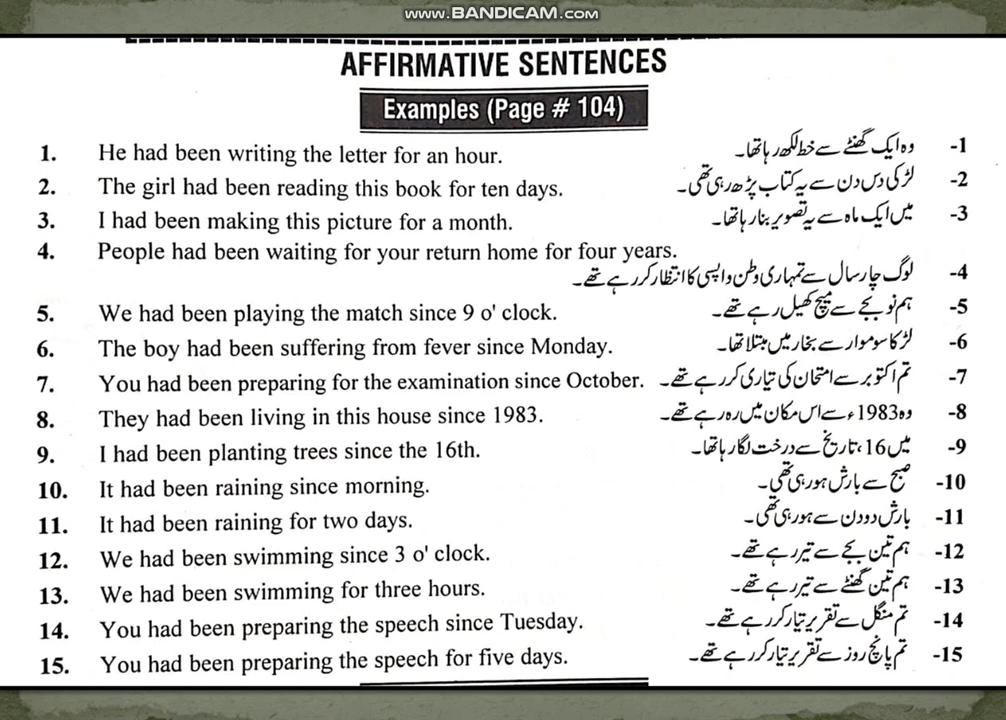 www.BANDICAM.com
AFFIRMATIVE SENTENCES
Examples (Page # 104)
1. He had been writing the letter for an hour. وہ ایک گھنٹے سے خط لکھ رہا تھا۔ -1
2. The girl had been reading this book for ten days. لڑکی دس دن سے یہ کتاب پڑھ رہی تھی۔ -2
3. I had been making this picture for a month. میں ایک ماہ سے یہ تصویر بنا رہا تھا۔ -3
4. People had been waiting for your return home for four years.
لوگ چار سال سے تمہاری وطن واپسی کا انتظار کر رہے تھے۔ -4
5. We had been playing the match since 9 o' clock. ہم نو بجے سے میچ کھیل رہے تھے۔ -5
6. The boy had been suffering from fever since Monday. لڑکا سوموار سے بخار میں مبتلا تھا۔ -6
7. You had been preparing for the examination since October. تم اکتوبر سے امتحان کی تیاری کر رہے تھے۔ -7
8. They had been living in this house since 1983. وہ 1983ء سے اس مکان میں رہ رہے تھے۔ -8
9. I had been planting trees since the 16th. میں 16، تاریخ سے درخت لگا رہا تھا۔ -9
10. It had been raining since morning. صبح سے بارش ہو رہی تھی۔ -10
11. It had been raining for two days. بارش دو دن سے ہو رہی تھی۔ -11
12. We had been swimming since 3 o' clock. ہم تین بجے سے تیر رہے تھے۔ -12
13. We had been swimming for three hours. ہم تین گھنٹے سے تیر رہے تھے۔ -13
14. You had been preparing the speech since Tuesday. تم منگل سے تقریر تیار کر رہے تھے۔ -14
15. You had been preparing the speech for five days. تم پانچ روز سے تقریر تیار کر رہے تھے۔ -15